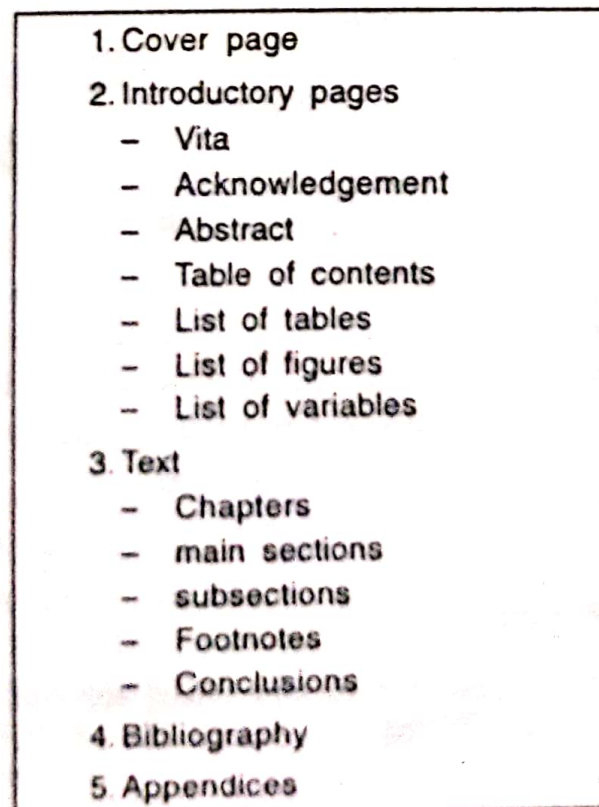 1. Cover page
2. Introductory pages
– Vita
– Acknowledgement
– Abstract
– Table of contents
– List of tables
– List of figures
– List of variables
3. Text
– Chapters
– main sections
– subsections
– Footnotes
– Conclusions
4. Bibliography
5. Appendices